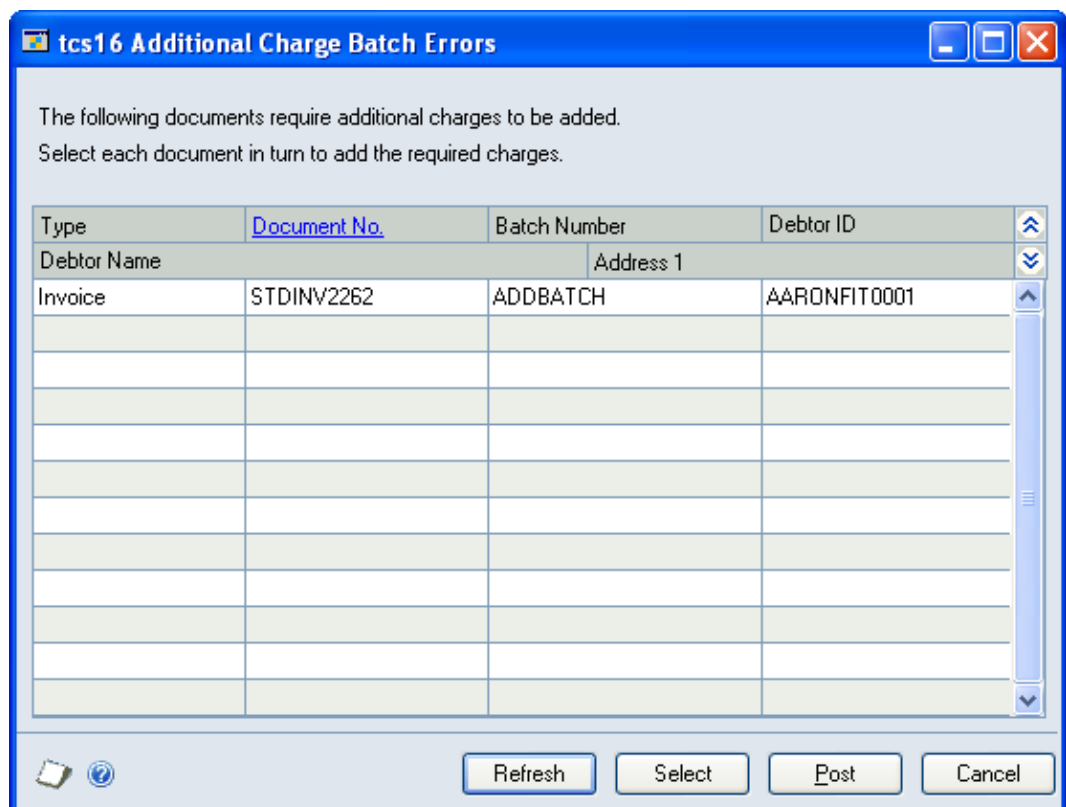 tcs16 Additional Charge Batch Errors
The following documents require additional charges to be added.
Select each document in turn to add the required charges.
Type Document No. Batch Number Debtor ID
Debtor Name Address 1
Invoice STDINV2262 ADDBATCH AARONFIT0001
Refresh Select Post Cancel